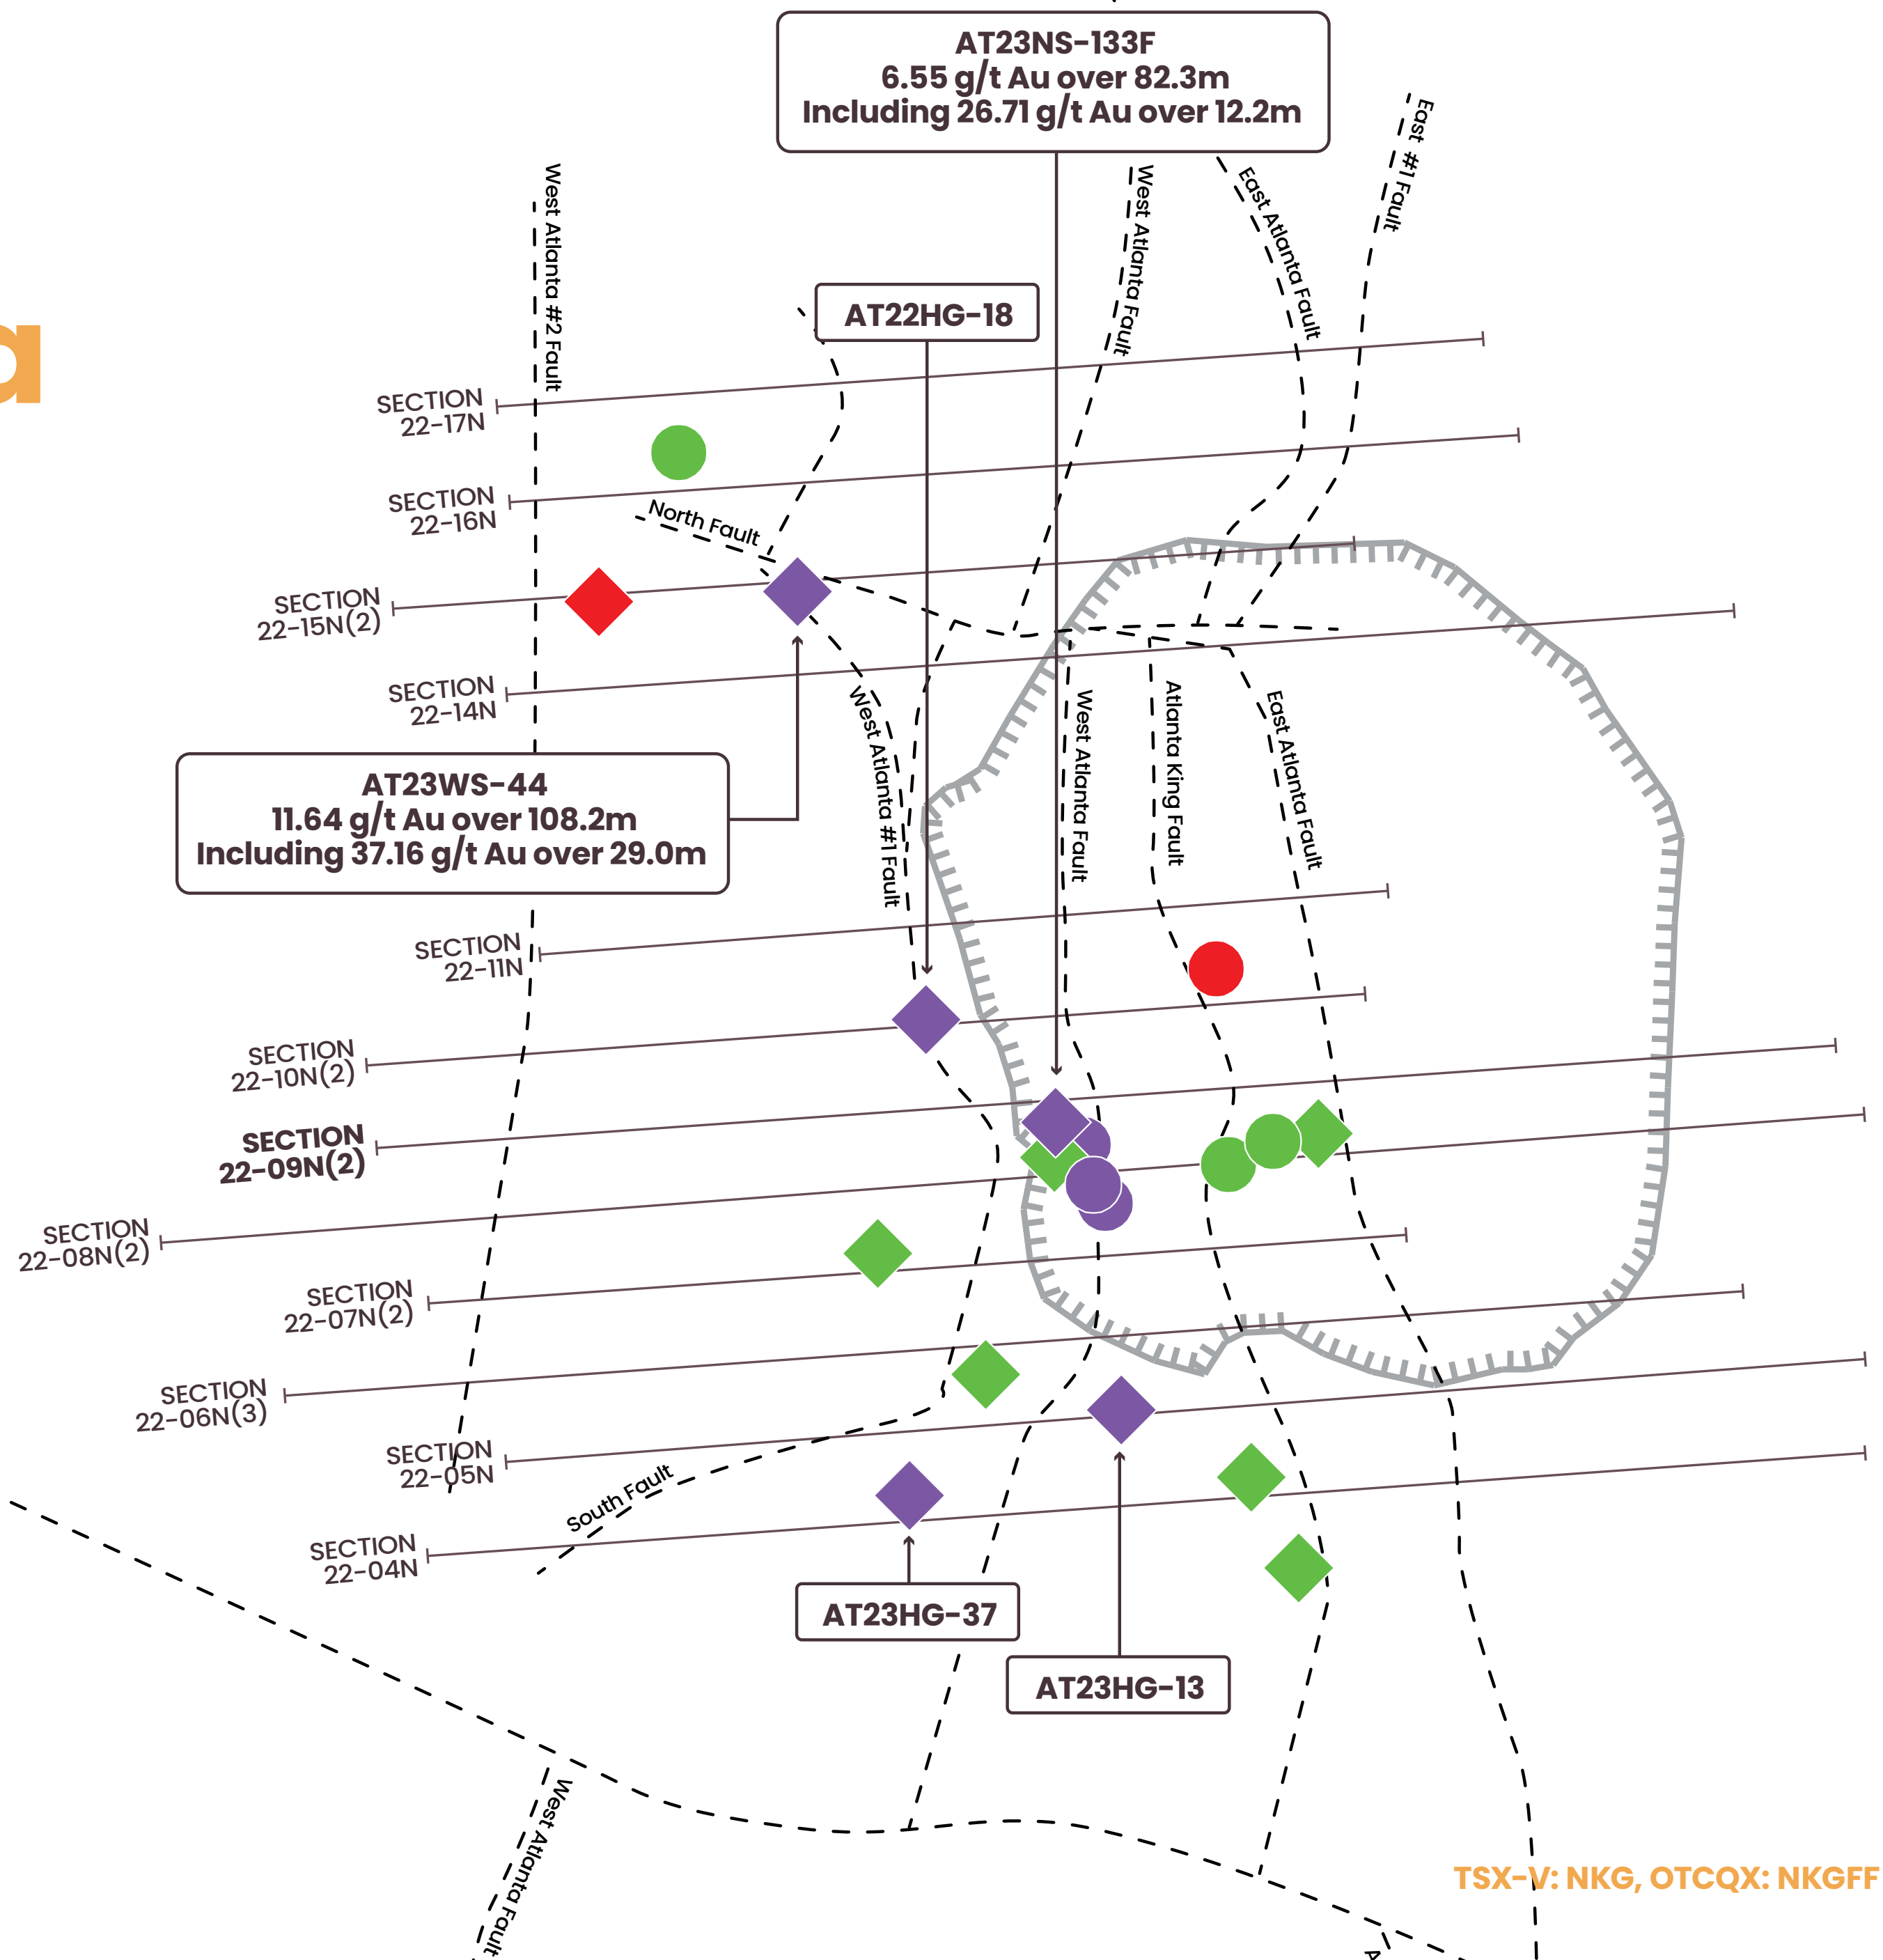 AT23NS-133F
6.55 g/t Au over 82.3m
Including 26.71 g/t Au over 12.2m
East #1 Fault
West Atlanta #2 Fault
West Atlanta Fault
East Atlanta Fault
AT22HG-18
SECTION
22-17N
SECTION
22-16N
North Fault
SECTION
22-15N(2)
SECTION
22-14N
West Atlanta #1 Fault
West Atlanta Fault
Atlanta King Fault
East Atlanta Fault
AT23WS-44
11.64 g/t Au over 108.2m
Including 37.16 g/t Au over 29.0m
SECTION
22-11N
SECTION
22-10N(2)
SECTION
22-09N(2)
SECTION
22-08N(2)
SECTION
22-07N(2)
SECTION
22-06N(3)
SECTION
22-05N
South Fault
SECTION
22-04N
AT23HG-37
AT23HG-13
West Atlanta Fault
TSX-V: NKG, OTCQX: NKGFF